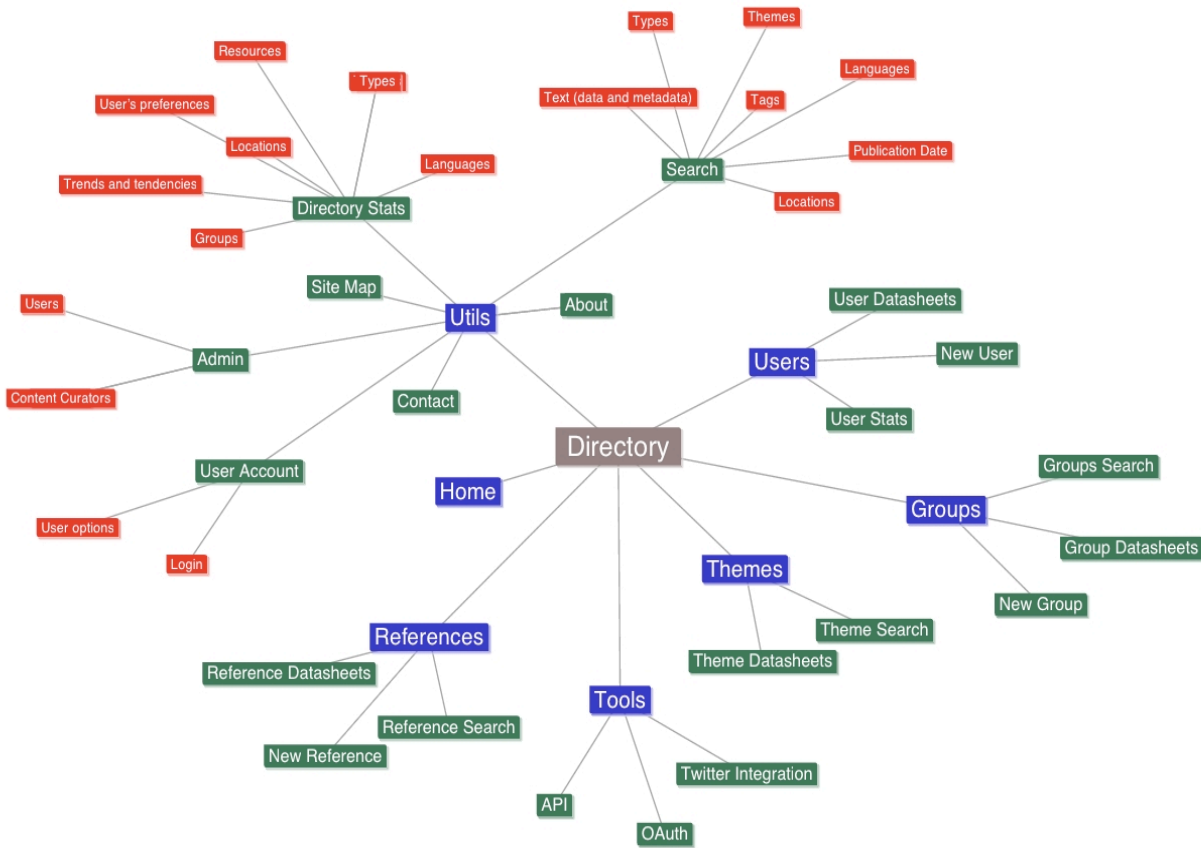 Types
Themes
Resources
Languages
Types
Text (data and metadata)
Tags
User's preferences
Locations
Publication Date
Languages
Search
Trends and tendencies
Locations
Directory Stats
Groups
Site Map
About
User Datasheets
Users
Utils
Admin
Users
New User
Content Curators
Contact
User Stats
Directory
User Account
Groups Search
Home
Groups
User options
Group Datasheets
Login
Themes
New Group
Theme Search
References
Theme Datasheets
Reference Datasheets
Tools
Reference Search
New Reference
Twitter Integration
API
OAuth